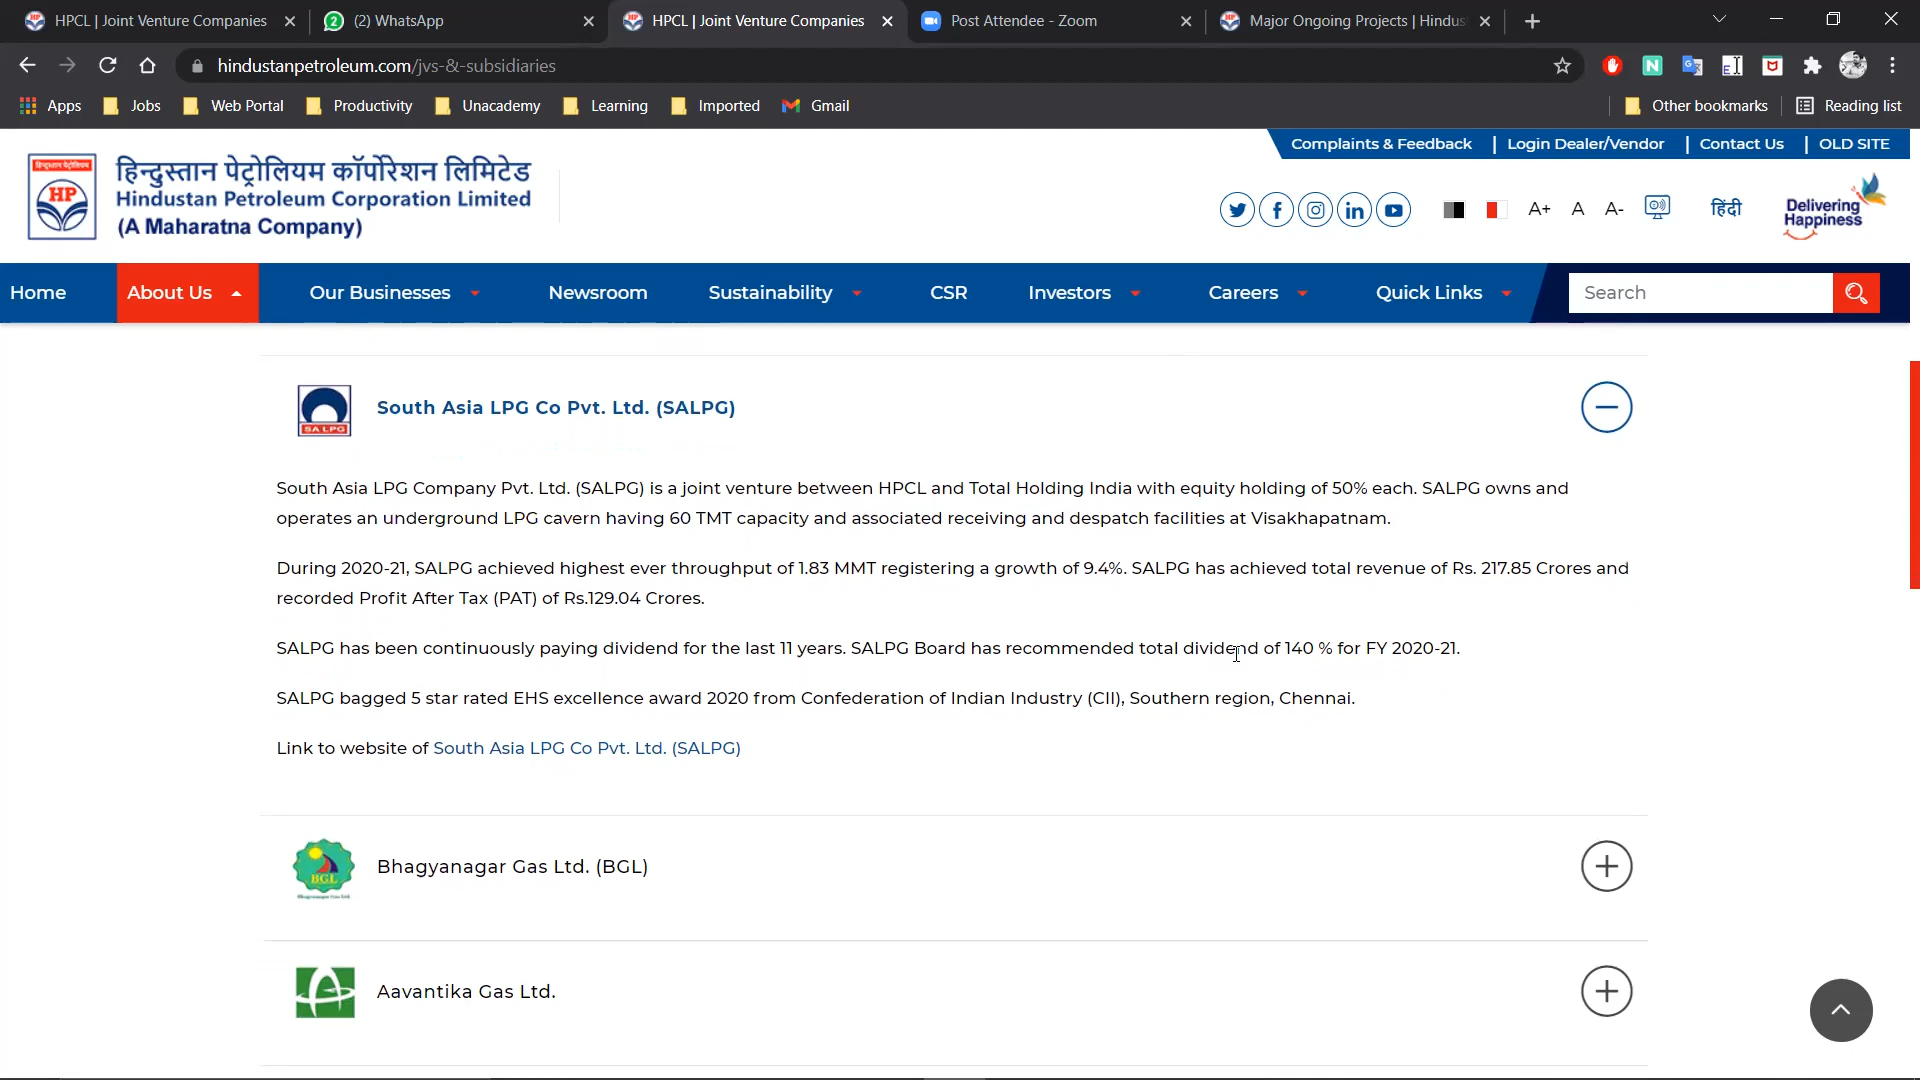 HPCL | Joint Venture Companies
(2) WhatsApp
HPCL | Joint Venture Companies
Post Attendee - Zoom
Major Ongoing Projects | Hindus
hindustanpetroleum.com/jvs-&-subsidiaries
Apps
Jobs
Web Portal
Productivity
Unacademy
Learning
Imported
Gmail
Other bookmarks
Reading list
Complaints & Feedback | Login Dealer/Vendor | Contact Us | OLD SITE
हिन्दुस्तान पेट्रोलियम
HP
हिन्दुस्तान पेट्रोलियम कॉर्पोरेशन लिमिटेड
Hindustan Petroleum Corporation Limited
(A Maharatna Company)
A+ A A-
हिंदी
Delivering
Happiness
Home
About Us
Our Businesses
Newsroom
Sustainability
CSR
Investors
Careers
Quick Links
Search
SA LPG
South Asia LPG Co Pvt. Ltd. (SALPG)
South Asia LPG Company Pvt. Ltd. (SALPG) is a joint venture between HPCL and Total Holding India with equity holding of 50% each. SALPG owns and
operates an underground LPG cavern having 60 TMT capacity and associated receiving and despatch facilities at Visakhapatnam.
During 2020-21, SALPG achieved highest ever throughput of 1.83 MMT registering a growth of 9.4%. SALPG has achieved total revenue of Rs. 217.85 Crores and
recorded Profit After Tax (PAT) of Rs.129.04 Crores.
SALPG has been continuously paying dividend for the last 11 years. SALPG Board has recommended total dividend of 140 % for FY 2020-21.
SALPG bagged 5 star rated EHS excellence award 2020 from Confederation of Indian Industry (CII), Southern region, Chennai.
Link to website of South Asia LPG Co Pvt. Ltd. (SALPG)
BGL
Bhagyanagar Gas Ltd. (BGL)
Aavantika Gas Ltd.